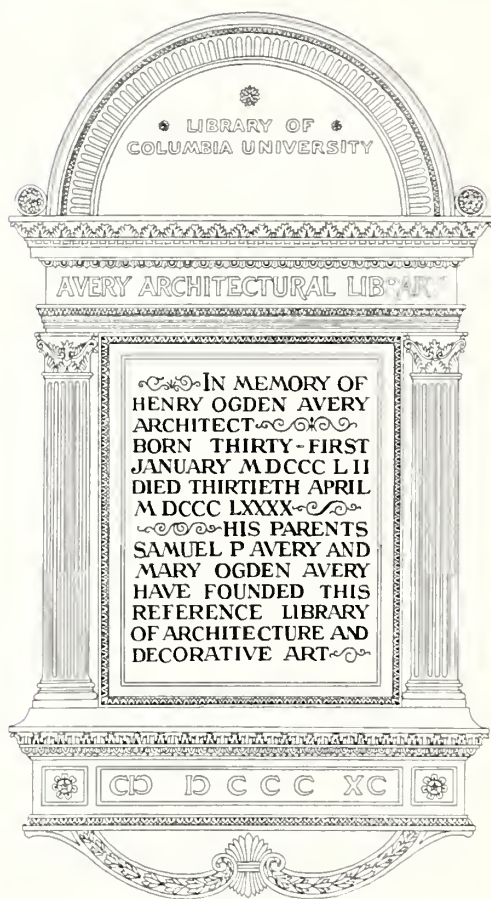 LIBRARY OF
COLUMBIA UNIVERSITY
AVERY ARCHITECTURAL LIBRARY
IN MEMORY OF
HENRY OGDEN AVERY
ARCHITECT
BORN THIRTY-FIRST
JANUARY MDCCC LII
DIED THIRTIETH APRIL
M DCCC LXXXX
HIS PARENTS
SAMUEL P AVERY AND
MARY OGDEN AVERY
HAVE FOUNDED THIS
REFERENCE LIBRARY
OF ARCHITECTURE AND
DECORATIVE ART
CIↃ IↃ C C C XC